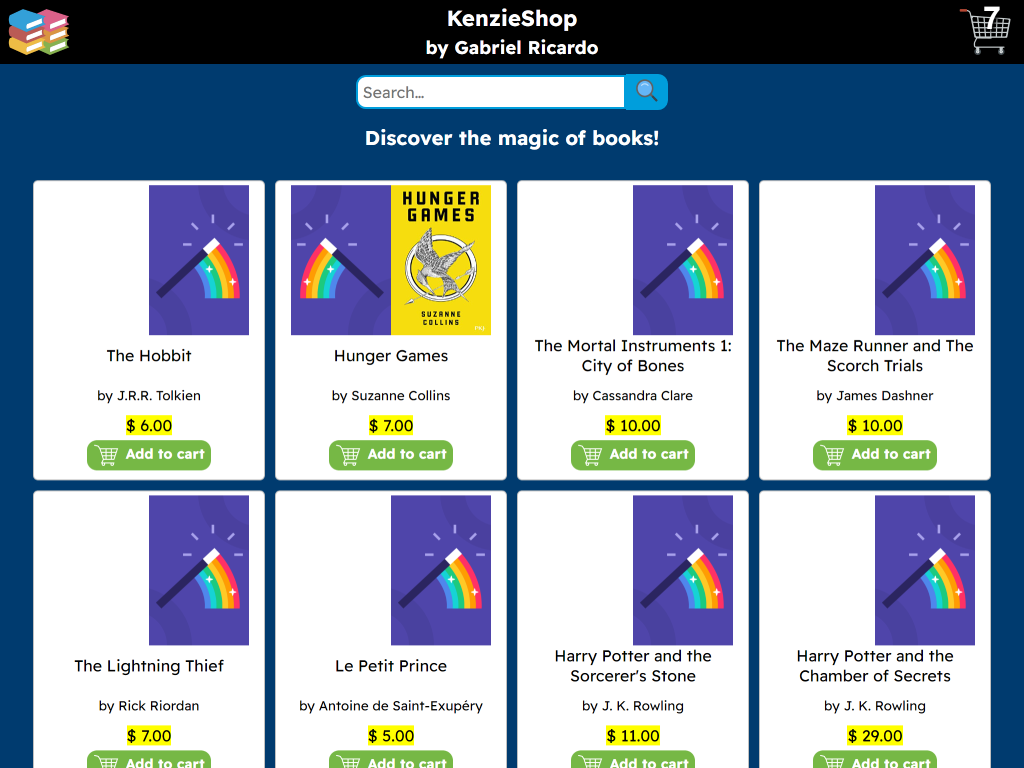 KenzieShop
by Gabriel Ricardo
7
Search...
Discover the magic of books!
HUNGER
GAMES
SUZANNE
COLLINS
PKJ
The Hobbit
by J.R.R. Tolkien
$ 6.00
Add to cart
Hunger Games
by Suzanne Collins
$ 7.00
Add to cart
The Mortal Instruments 1:
City of Bones
by Cassandra Clare
$ 10.00
Add to cart
The Maze Runner and The
Scorch Trials
by James Dashner
$ 10.00
Add to cart
The Lightning Thief
by Rick Riordan
$ 7.00
Add to cart
Le Petit Prince
by Antoine de Saint-Exupéry
$ 5.00
Add to cart
Harry Potter and the
Sorcerer's Stone
by J. K. Rowling
$ 11.00
Add to cart
Harry Potter and the
Chamber of Secrets
by J. K. Rowling
$ 29.00
Add to cart